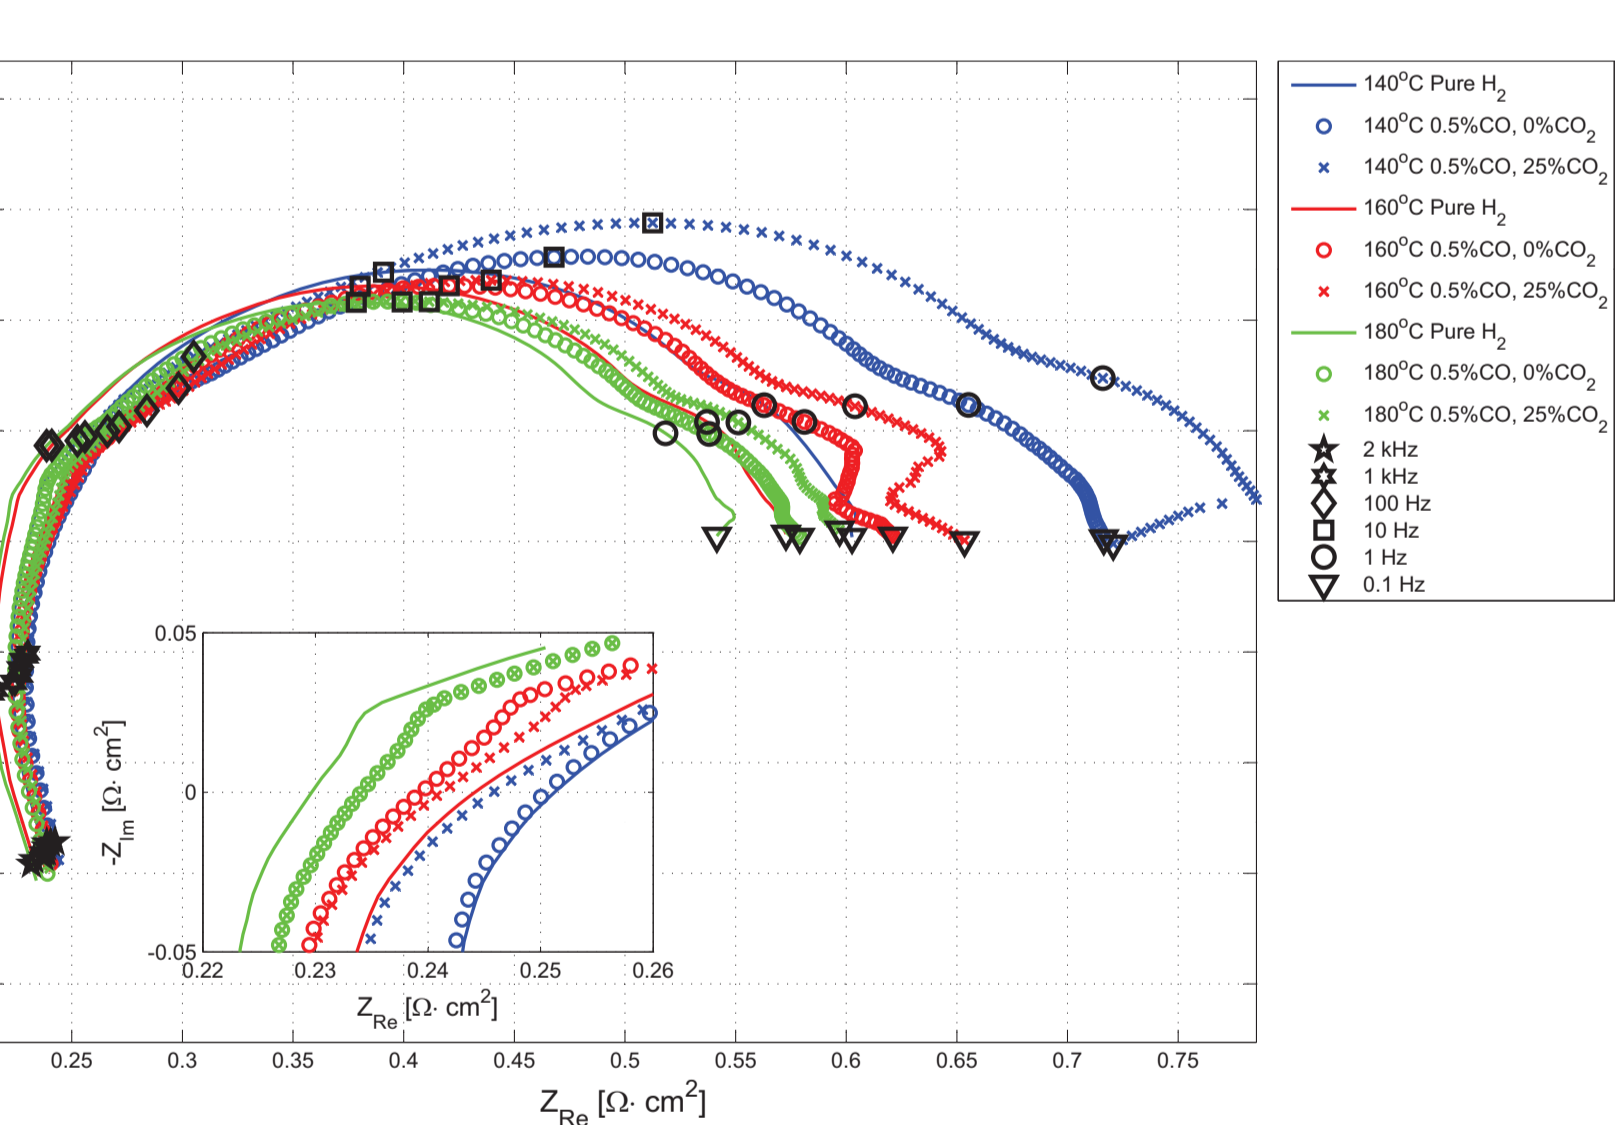 140°C Pure H₂
140°C 0.5%CO, 0%CO₂
140°C 0.5%CO, 25%CO₂
160°C Pure H₂
160°C 0.5%CO, 0%CO₂
160°C 0.5%CO, 25%CO₂
180°C Pure H₂
180°C 0.5%CO, 0%CO₂
180°C 0.5%CO, 25%CO₂
2 kHz
1 kHz
100 Hz
10 Hz
1 Hz
0.1 Hz
0.05
0
-0.05
-Z_Im [Ω· cm²]
0.22 0.23 0.24 0.25 0.26
Z_Re [Ω· cm²]
0.25 0.3 0.35 0.4 0.45 0.5 0.55 0.6 0.65 0.7 0.75
Z_Re [Ω· cm²]